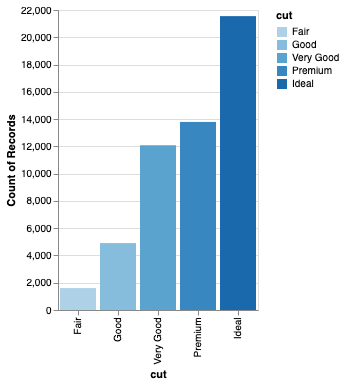 22,000
20,000
18,000
16,000
14,000
12,000
10,000
8,000
6,000
4,000
2,000
0
Count of Records
Fair
Good
Very Good
Premium
Ideal
cut
cut
Fair
Good
Very Good
Premium
Ideal